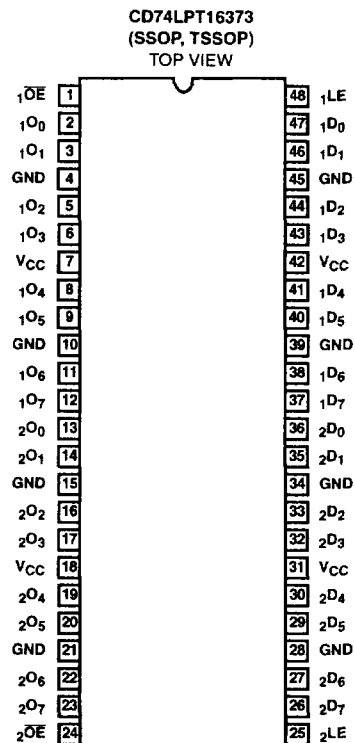 CD74LPT16373
(SSOP, TSSOP)
TOP VIEW
1OE 1 48 1LE
1O0 2 47 1D0
1O1 3 46 1D1
GND 4 45 GND
1O2 5 44 1D2
1O3 6 43 1D3
VCC 7 42 VCC
1O4 8 41 1D4
1O5 9 40 1D5
GND 10 39 GND
1O6 11 38 1D6
1O7 12 37 1D7
2O0 13 36 2D0
2O1 14 35 2D1
GND 15 34 GND
2O2 16 33 2D2
2O3 17 32 2D3
VCC 18 31 VCC
2O4 19 30 2D4
2O5 20 29 2D5
GND 21 28 GND
2O6 22 27 2D6
2O7 23 26 2D7
2OE 24 25 2LE